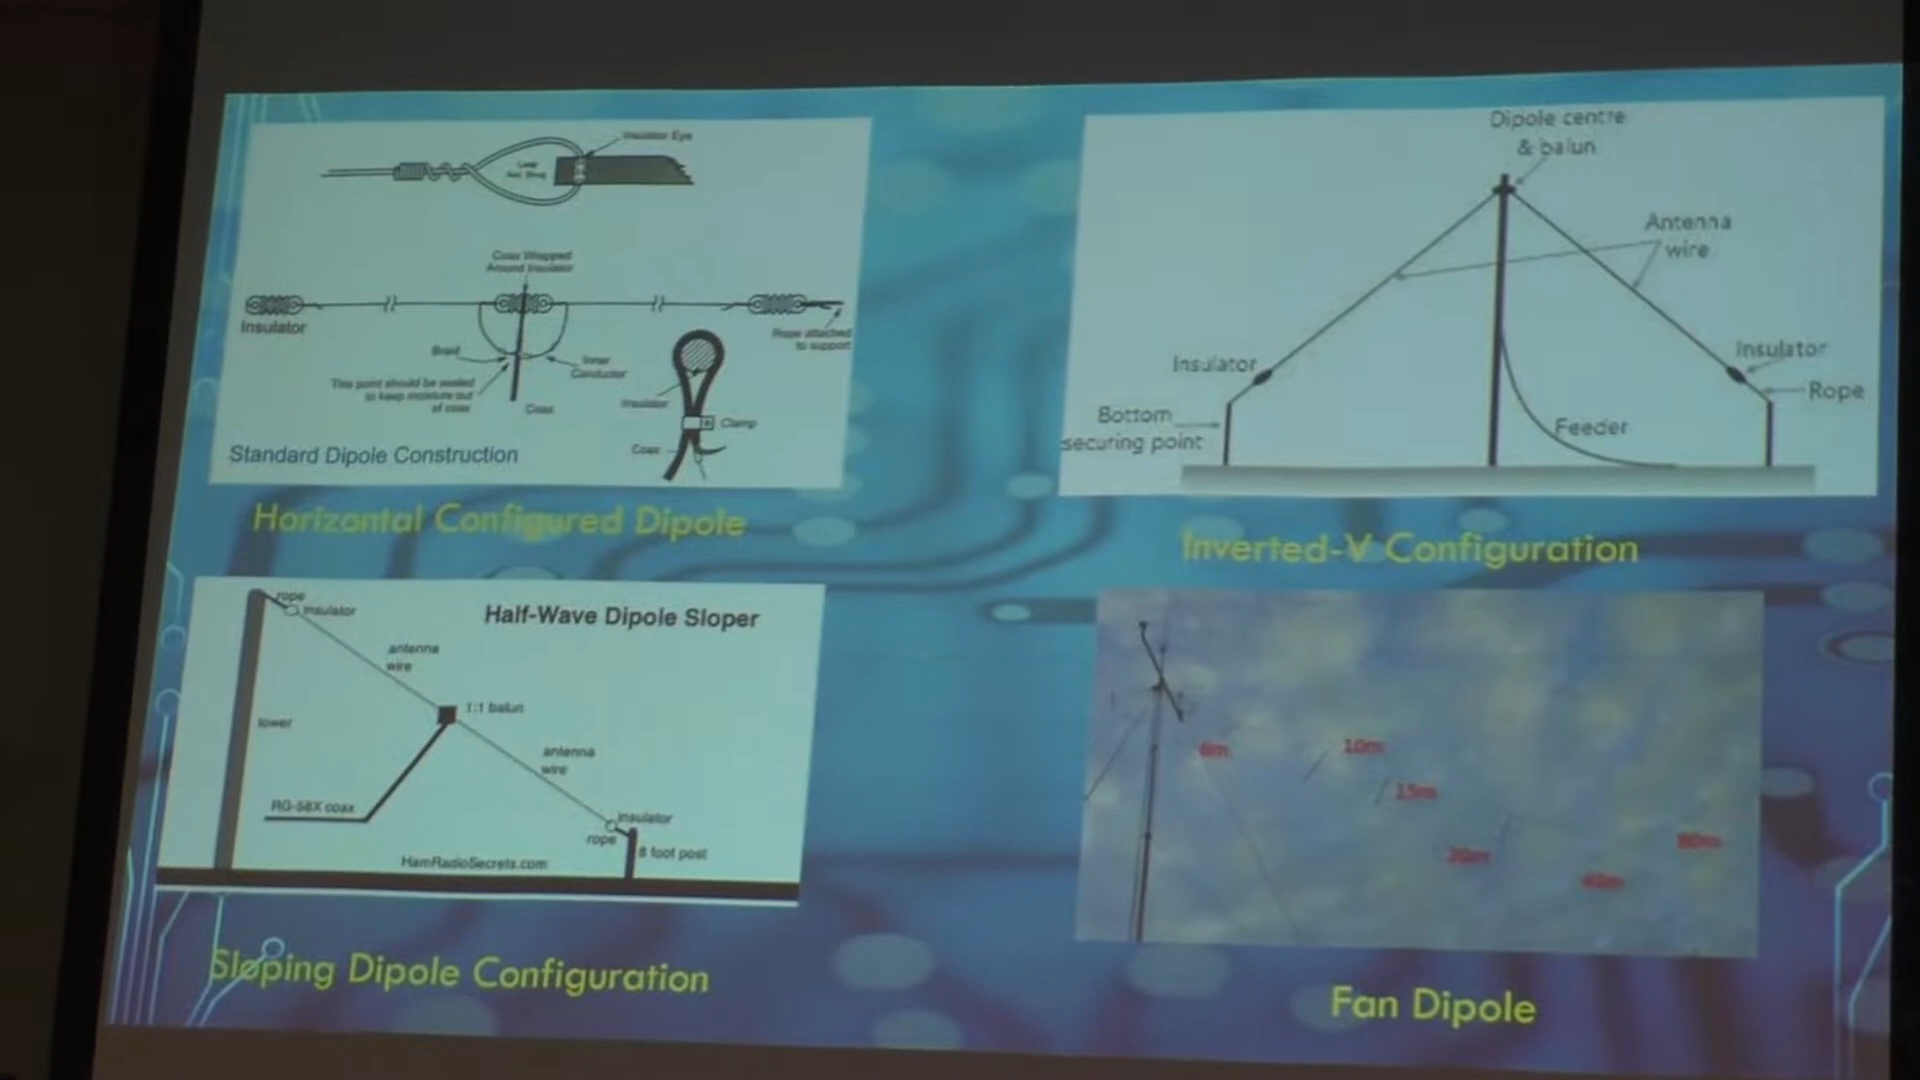 Insulator Eye
Loop
Coax Wrapped
Around Insulator
Insulator
Rope attached
to support
Braid
Inner
Conductor
This point should be sealed
to keep moisture out
of coax
Coax
Insulator
Clamp
Coax
Standard Dipole Construction
Horizontal Configured Dipole
Dipole centre
& balun
Antenna
wire
Insulator
Insulator
Rope
Bottom
securing point
Feeder
Inverted-V Configuration
rope
insulator
Half-Wave Dipole Sloper
antenna
wire
1:1 balun
tower
antenna
wire
RG-58X coax
insulator
rope
8 foot post
HamRadioSecrets.com
Sloping Dipole Configuration
6m
10m
15m
20m
40m
80m
Fan Dipole